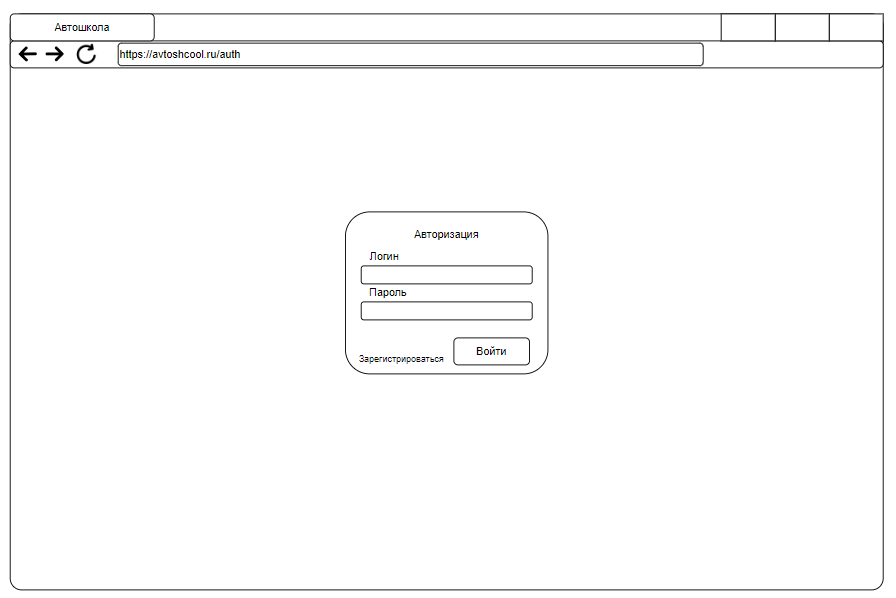 Автошкола
https://avtoshcool.ru/auth
Авторизация
Логин
Пароль
Зарегистрироваться
Войти